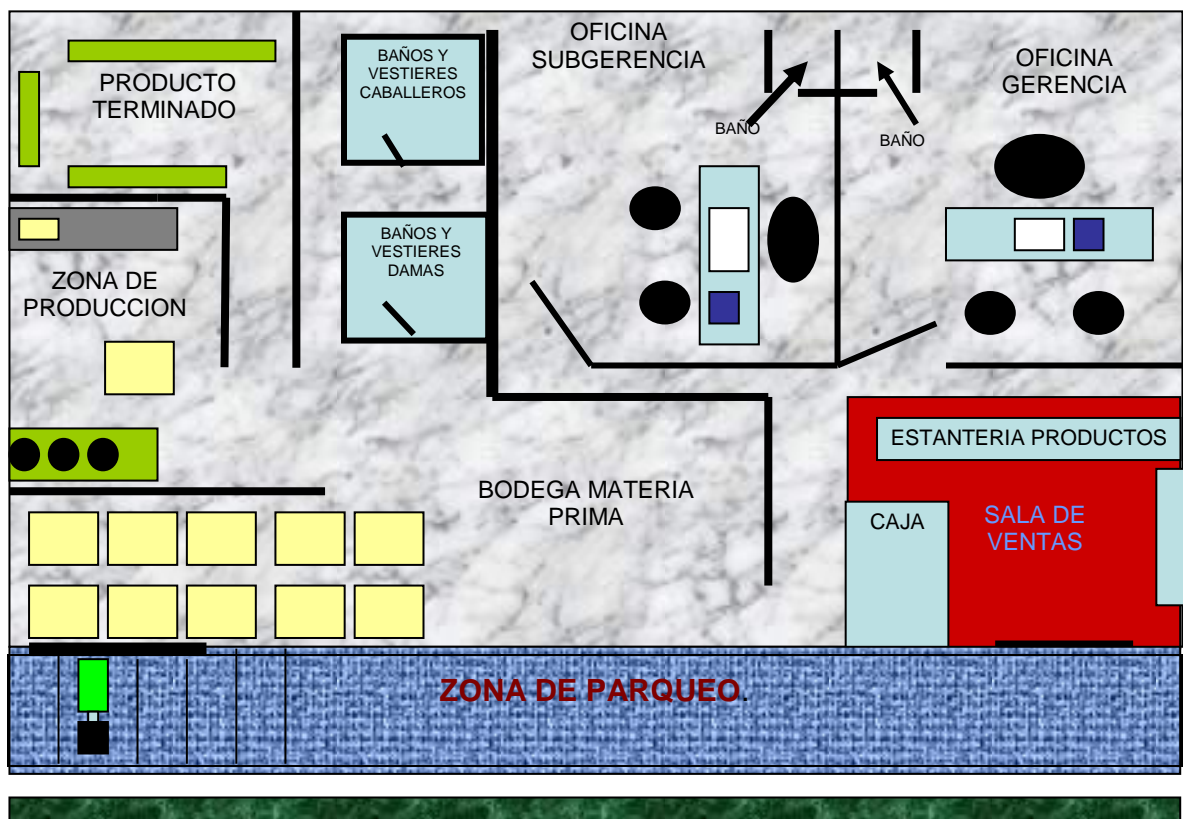 PRODUCTO
TERMINADO
BAÑOS Y
VESTIERES
CABALLEROS
OFICINA
SUBGERENCIA
OFICINA
GERENCIA
BAÑO
BAÑO
ZONA DE
PRODUCCION
BAÑOS Y
VESTIERES
DAMAS
ESTANTERIA PRODUCTOS
BODEGA MATERIA
PRIMA
CAJA
SALA DE
VENTAS
ZONA DE PARQUEO.